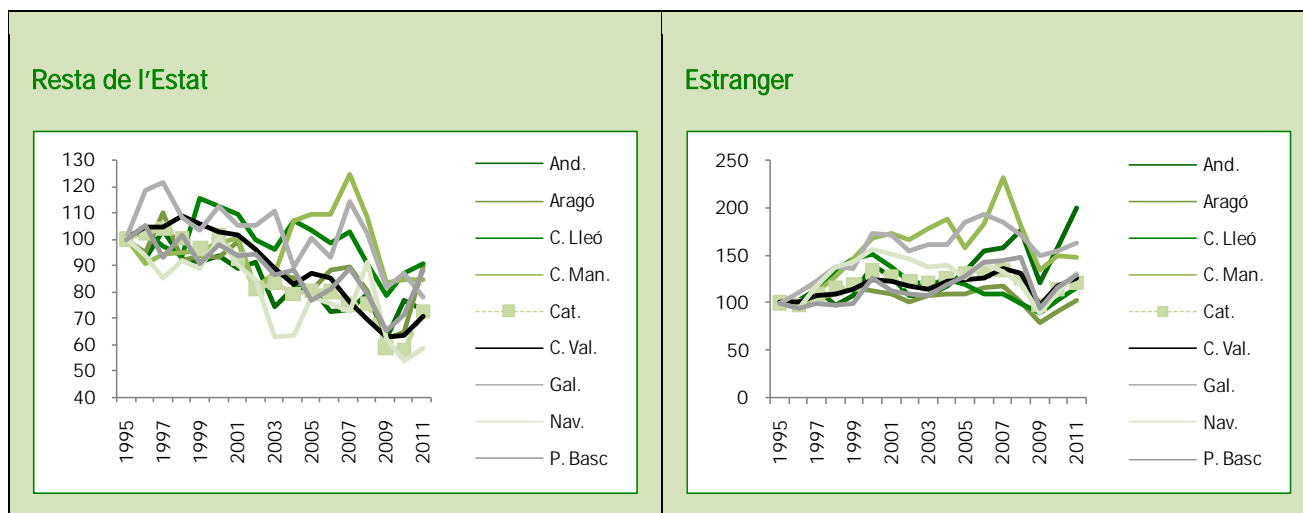 Resta de l'Estat
130
120
110
100
90
80
70
60
50
40
1995
1997
1999
2001
2003
2005
2007
2009
2011
And.
Aragó
C. Lleó
C. Man.
Cat.
C. Val.
Gal.
Nav.
P. Basc
Estranger
250
200
150
100
50
0
1995
1997
1999
2001
2003
2005
2007
2009
2011
And.
Aragó
C. Lleó
C. Man.
Cat.
C. Val.
Gal.
Nav.
P. Basc